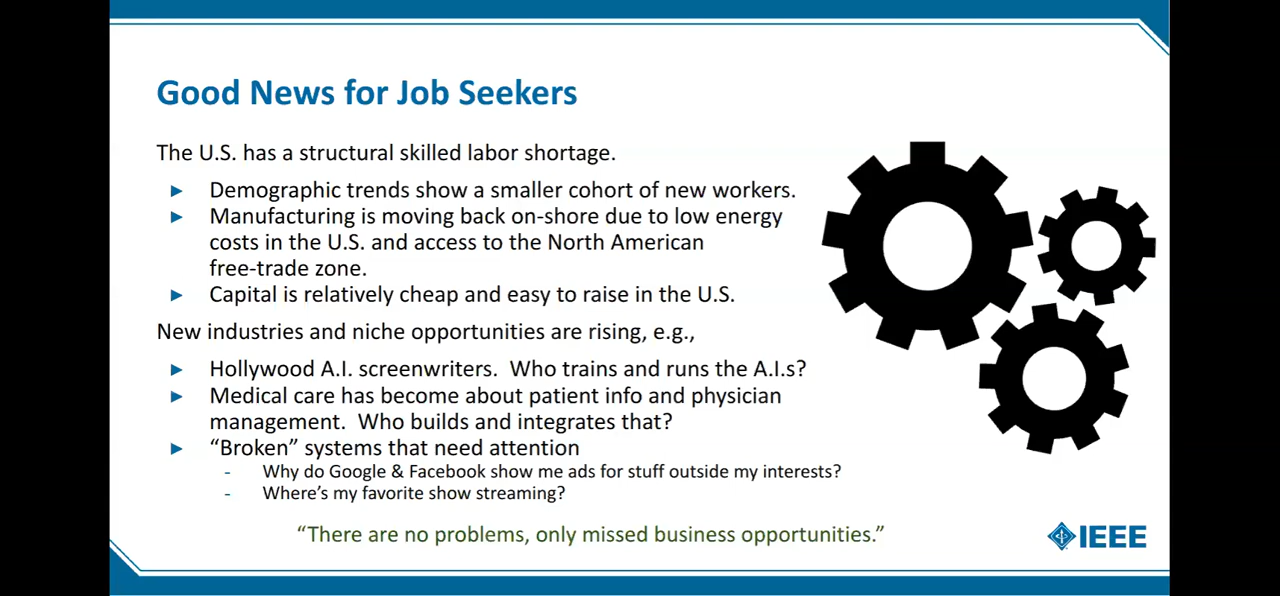 Good News for Job Seekers
The U.S. has a structural skilled labor shortage.
Demographic trends show a smaller cohort of new workers.
Manufacturing is moving back on-shore due to low energy
costs in the U.S. and access to the North American
free-trade zone.
Capital is relatively cheap and easy to raise in the U.S.
New industries and niche opportunities are rising, e.g.,
Hollywood A.I. screenwriters.  Who trains and runs the A.I.s?
Medical care has become about patient info and physician
management.  Who builds and integrates that?
“Broken” systems that need attention
- Why do Google & Facebook show me ads for stuff outside my interests?
- Where’s my favorite show streaming?
“There are no problems, only missed business opportunities.”
IEEE